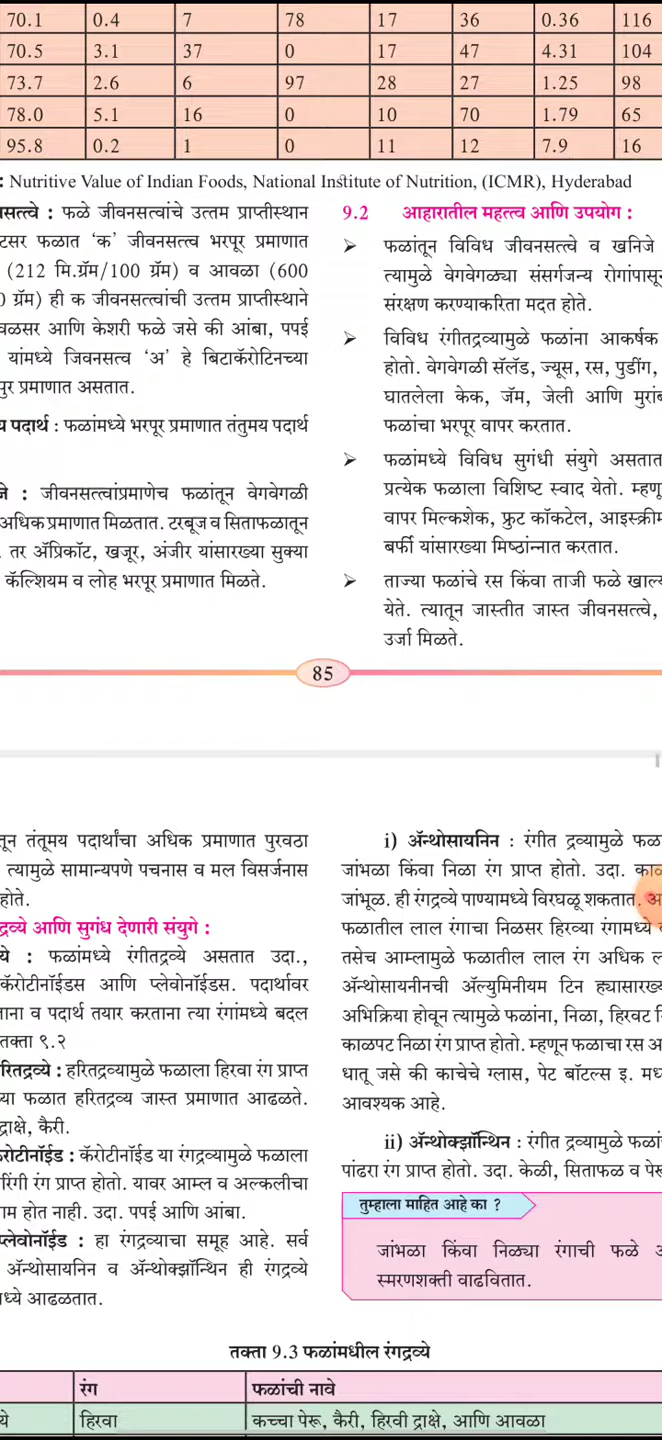 70.1 0.4 7 78 17 36 0.36 116
70.5 3.1 37 0 17 47 4.31 104
73.7 2.6 6 97 28 27 1.25 98
78.0 5.1 16 0 10 70 1.79 65
95.8 0.2 1 0 11 12 7.9 16
: Nutritive Value of Indian Foods, National Institute of Nutrition, (ICMR), Hyderabad
सत्त्वे : फळे जीवनसत्वांचे उत्तम प्राप्तीस्थान
टसर फळात ‘क’ जीवनसत्त्व भरपूर प्रमाणात
(212 मि.ग्रॅम/100 ग्रॅम) व आवळा (600
ग्रॅम) ही क जीवनसत्त्वांची उत्तम प्राप्तीस्थाने
वळसर आणि केशरी फळे जसे की आंबा, पपई
यांमध्ये जिवनसत्व ‘अ’ हे बिटाकॅरोटिनच्या
पुर प्रमाणात असतात.
य पदार्थ : फळांमध्ये भरपूर प्रमाणात तंतुमय पदार्थ
जे : जीवनसत्त्वांप्रमाणेच फळांतून वेगवेगळी
अधिक प्रमाणात मिळतात. टरबूज व सिताफळातून
. तर ॲप्रिकॉट, खजूर, अंजीर यांसारख्या सुक्या
कॅल्शियम व लोह भरपूर प्रमाणात मिळते.
9.2 आहारातील महत्त्व आणि उपयोग :
➢ फळांतून विविध जीवनसत्त्वे व खनिजे
त्यामुळे वेगवेगळ्या संसर्गजन्य रोगांपासून
संरक्षण करण्याकरिता मदत होते.
➢ विविध रंगीतद्रव्यामुळे फळांना आकर्षक
होतो. वेगवेगळी सॅलॅड, ज्यूस, रस, पुडींग,
घातलेला केक, जॅम, जेली आणि मुरांब
फळांचा भरपूर वापर करतात.
➢ फळांमध्ये विविध सुगंधी संयुगे असतात
प्रत्येक फळाला विशिष्ट स्वाद येतो. म्हणू
वापर मिल्कशेक, फ्रुट कॉकटेल, आइस्क्रीम
बर्फी यांसारख्या मिष्ठांन्नात करतात.
➢ ताज्या फळांचे रस किंवा ताजी फळे खाल्य
येते. त्यातून जास्तीत जास्त जीवनसत्त्वे,
उर्जा मिळते.
85
तून तंतूमय पदार्थांचा अधिक प्रमाणात पुरवठा
त्यामुळे सामान्यपणे पचनास व मल विसर्जनास
होते.
द्रव्ये आणि सुगंध देणारी संयुगे :
ये : फळांमध्ये रंगीतद्रव्ये असतात उदा.,
कॅरोटीनॉईडस आणि प्लेवोनॉईडस. पदार्थावर
ताना व पदार्थ तयार करताना त्या रंगांमध्ये बदल
तक्ता ९.२
रितद्रव्ये : हरितद्रव्यामुळे फळाला हिरवा रंग प्राप्त
या फळात हरितद्रव्य जास्त प्रमाणात आढळते.
द्राक्षे, कैरी.
रोटीनॉईड : कॅरोटीनॉईड या रंगद्रव्यामुळे फळाला
रिंगी रंग प्राप्त होतो. यावर आम्ल व अल्कलीचा
ाम होत नाही. उदा. पपई आणि आंबा.
प्लेवोनॉईड : हा रंगद्रव्याचा समूह आहे. सर्व
ॲन्थोसायनिन व ॲन्थोक्झॉन्थिन ही रंगद्रव्ये
ध्ये आढळतात.
i) ॲन्थोसायनिन : रंगीत द्रव्यामुळे फळ
जांभळा किंवा निळा रंग प्राप्त होतो. उदा. काळ
जांभूळ. ही रंगद्रव्ये पाण्यामध्ये विरघळू शकतात.
फळातील लाल रंगाचा निळसर हिरव्या रंगामध्ये
तसेच आम्लामुळे फळातील लाल रंग अधिक ल
ॲन्थोसायनीनची ॲल्युमिनीयम टिन ह्यासारख्य
अभिक्रिया होवून त्यामुळे फळांना, निळा, हिरवट
काळपट निळा रंग प्राप्त होतो. म्हणून फळाचा रस अ
धातू जसे की काचेचे ग्लास, पेट बॉटल्स इ. मध
आवश्यक आहे.
ii) ॲन्थोक्झॉन्थिन : रंगीत द्रव्यामुळे फळां
पांढरा रंग प्राप्त होतो. उदा. केळी, सिताफळ व पेर
तुम्हाला माहित आहे का ?
जांभळा किंवा निळ्या रंगाची फळे
स्मरणशक्ती वाढवितात.
तक्ता 9.3 फळांमधील रंगद्रव्ये
रंग फळांची नावे
ये हिरवा कच्चा पेरू, कैरी, हिरवी द्राक्षे, आणि आवळा